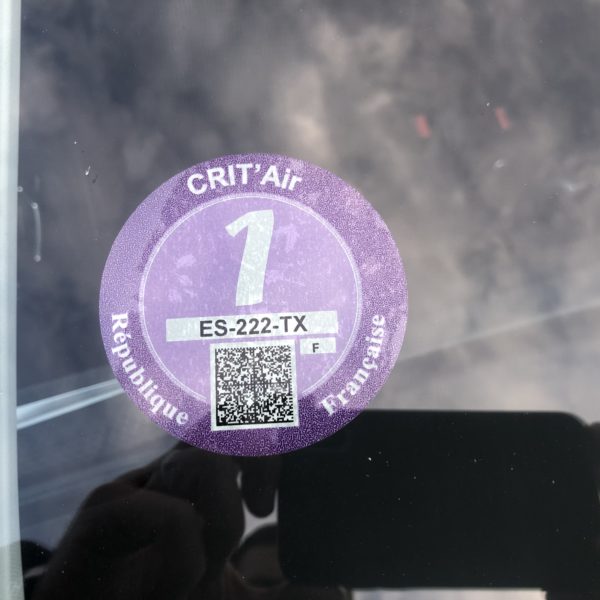 CRIT'Air
1
ES-222-TX
F
République
Française